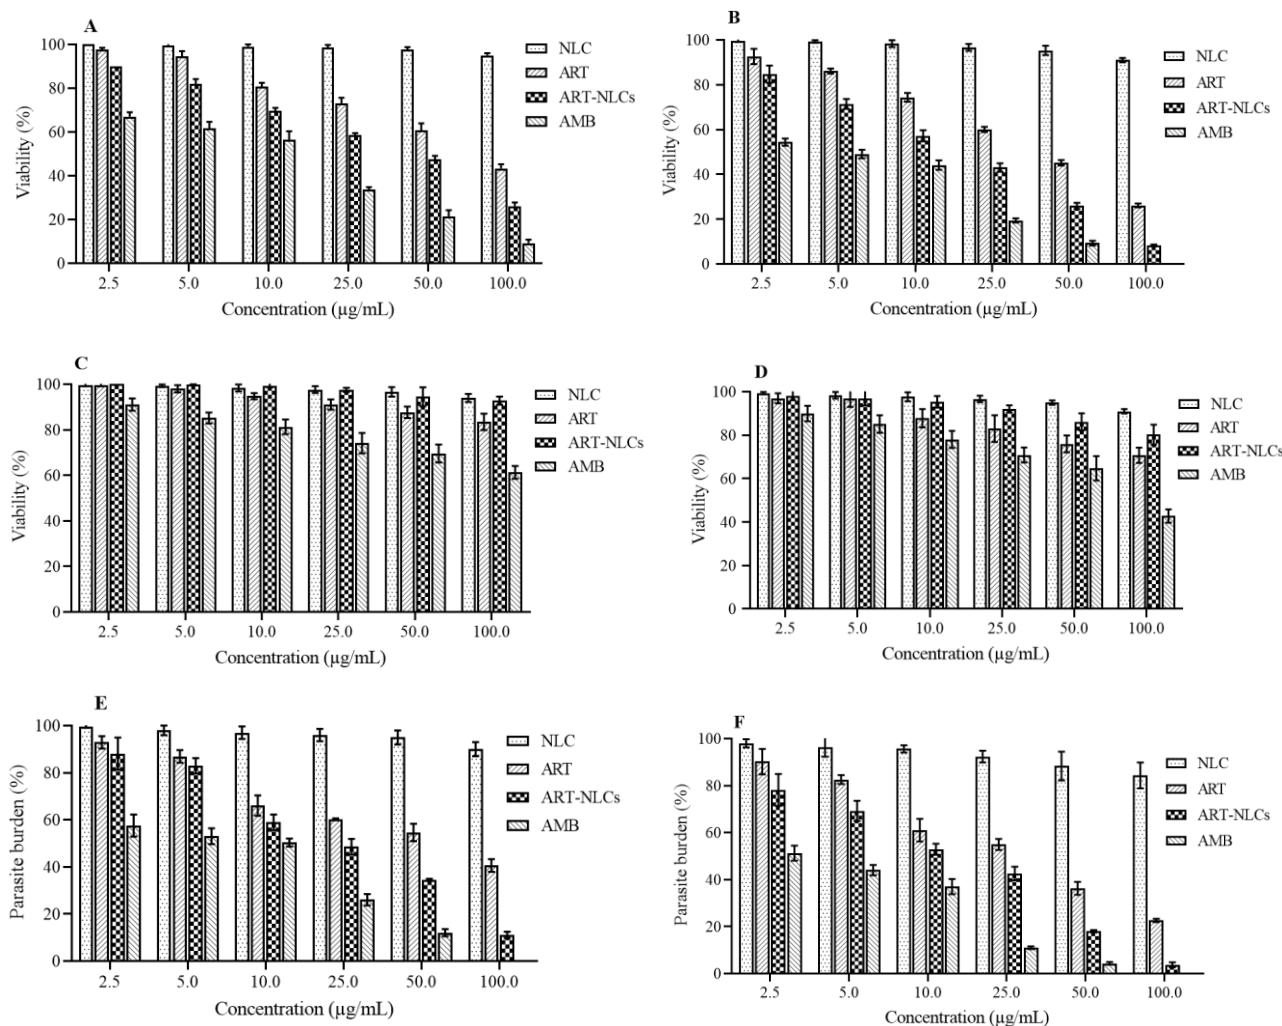 A
Viability (%)
100
80
60
40
20
0
2.5 5.0 10.0 25.0 50.0 100.0
Concentration (µg/mL)
NLC
ART
ART-NLCs
AMB
B
Viability (%)
100
80
60
40
20
0
2.5 5.0 10.0 25.0 50.0 100.0
Concentration (µg/mL)
NLC
ART
ART-NLCs
AMB
C
Viability (%)
100
80
60
40
20
0
2.5 5.0 10.0 25.0 50.0 100.0
Concentration (µg/mL)
NLC
ART
ART-NLCs
AMB
D
Viability (%)
100
80
60
40
20
0
2.5 5.0 10.0 25.0 50.0 100.0
Concentration (µg/mL)
NLC
ART
ART-NLCs
AMB
E
Parasite burden (%)
100
80
60
40
20
0
2.5 5.0 10.0 25.0 50.0 100.0
Concentration (µg/mL)
NLC
ART
ART-NLCs
AMB
F
Parasite burden (%)
100
80
60
40
20
0
2.5 5.0 10.0 25.0 50.0 100.0
Concentration (µg/mL)
NLC
ART
ART-NLCs
AMB